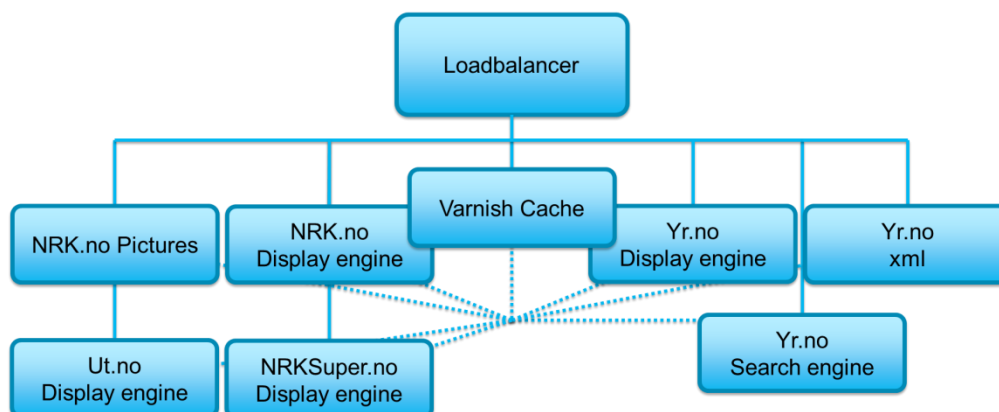 Loadbalancer
Varnish Cache
NRK.no Pictures
NRK.no
Display engine
Yr.no
Display engine
Yr.no
xml
Ut.no
Display engine
NRKSuper.no
Display engine
Yr.no
Search engine